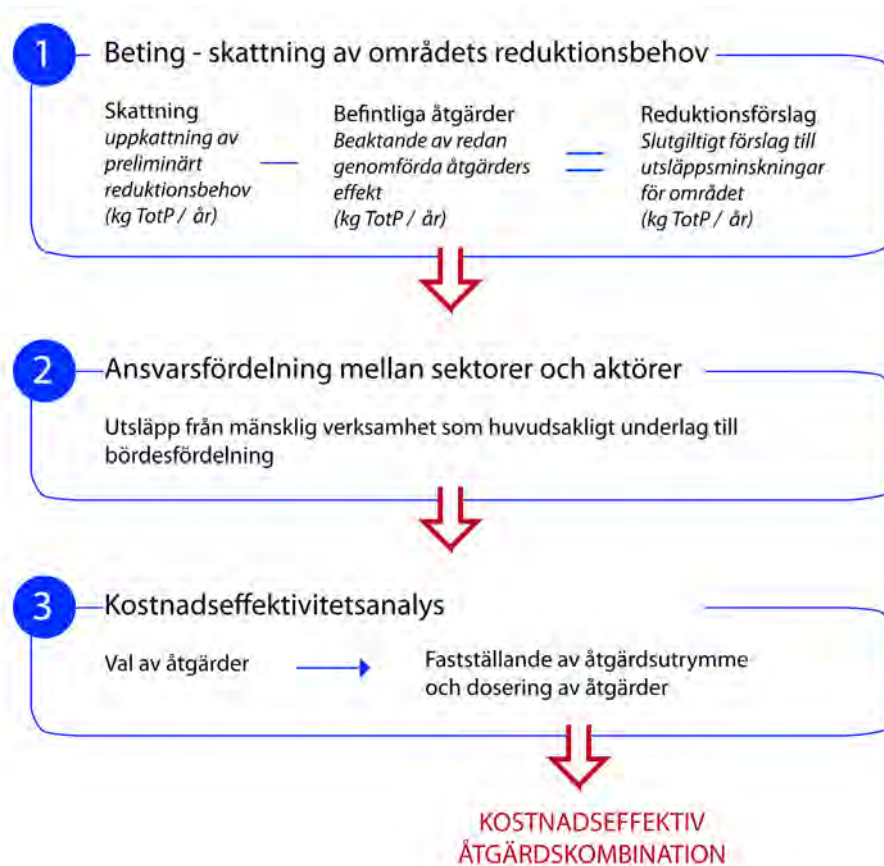 1 Beting - skattning av områdets reduktionsbehov
Skattning
uppkattning av
preliminärt
reduktionsbehov
(kg TotP / år)
Befintliga åtgärder
Beaktande av redan
genomförda åtgärders
effekt
(kg TotP / år)
Reduktionsförslag
Slutgiltigt förslag till
utsläppsminskningar
för området
(kg TotP / år)
2 Ansvarsfördelning mellan sektorer och aktörer
Utsläpp från mänsklig verksamhet som huvudsakligt underlag till
bördesfördelning
3 Kostnadseffektivitetsanalys
Val av åtgärder
Fastställande av åtgärdsutrymme
och dosering av åtgärder
KOSTNADSEFFEKTIV
ÅTGÄRDSKOMBINATION